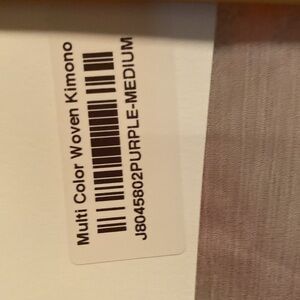 Multi Color Woven Kimono
J8045802PURPLE-MEDIUM